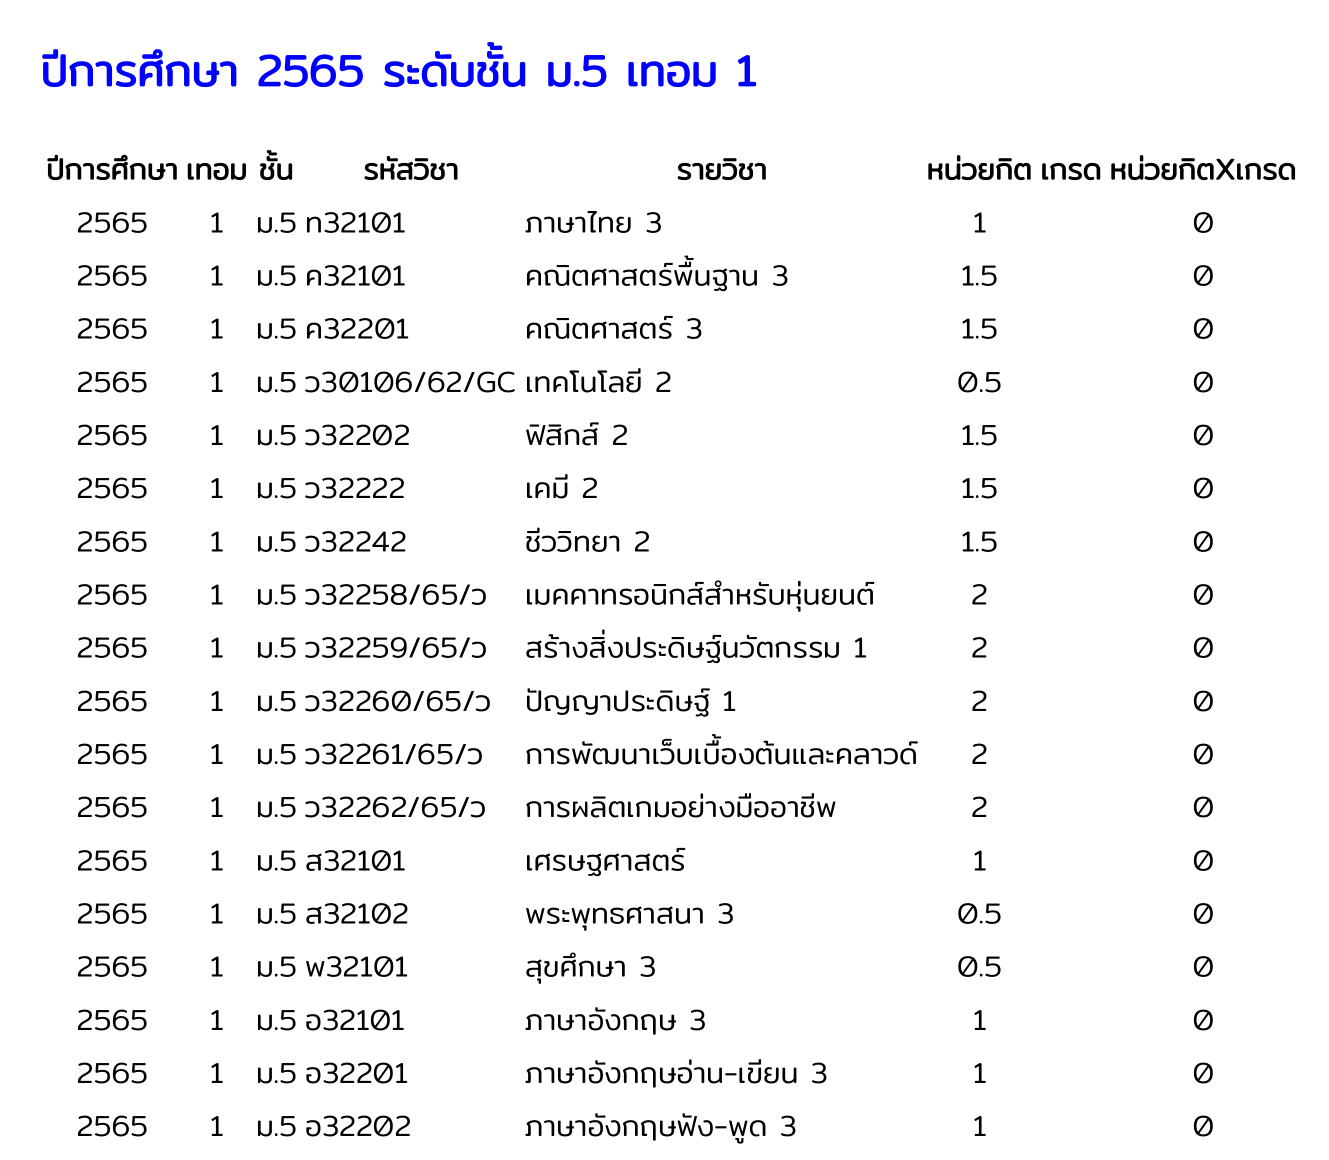 ปีการศึกษา 2565 ระดับชั้น ม.5 เทอม 1
ปีการศึกษา เทอม ชั้น รหัสวิชา รายวิชา หน่วยกิต เกรด หน่วยกิตXเกรด
2565 1 ม.5 ท32101 ภาษาไทย 3 1 0
2565 1 ม.5 ค32101 คณิตศาสตร์พื้นฐาน 3 1.5 0
2565 1 ม.5 ค32201 คณิตศาสตร์ 3 1.5 0
2565 1 ม.5 ว30106/62/GC เทคโนโลยี 2 0.5 0
2565 1 ม.5 ว32202 ฟิสิกส์ 2 1.5 0
2565 1 ม.5 ว32222 เคมี 2 1.5 0
2565 1 ม.5 ว32242 ชีววิทยา 2 1.5 0
2565 1 ม.5 ว32258/65/ว เมคคาทรอนิกส์สำหรับหุ่นยนต์ 2 0
2565 1 ม.5 ว32259/65/ว สร้างสิ่งประดิษฐ์นวัตกรรม 1 2 0
2565 1 ม.5 ว32260/65/ว ปัญญาประดิษฐ์ 1 2 0
2565 1 ม.5 ว32261/65/ว การพัฒนาเว็บเบื้องต้นและคลาวด์ 2 0
2565 1 ม.5 ว32262/65/ว การผลิตเกมอย่างมืออาชีพ 2 0
2565 1 ม.5 ส32101 เศรษฐศาสตร์ 1 0
2565 1 ม.5 ส32102 พระพุทธศาสนา 3 0.5 0
2565 1 ม.5 พ32101 สุขศึกษา 3 0.5 0
2565 1 ม.5 อ32101 ภาษาอังกฤษ 3 1 0
2565 1 ม.5 อ32201 ภาษาอังกฤษอ่าน-เขียน 3 1 0
2565 1 ม.5 อ32202 ภาษาอังกฤษฟัง-พูด 3 1 0